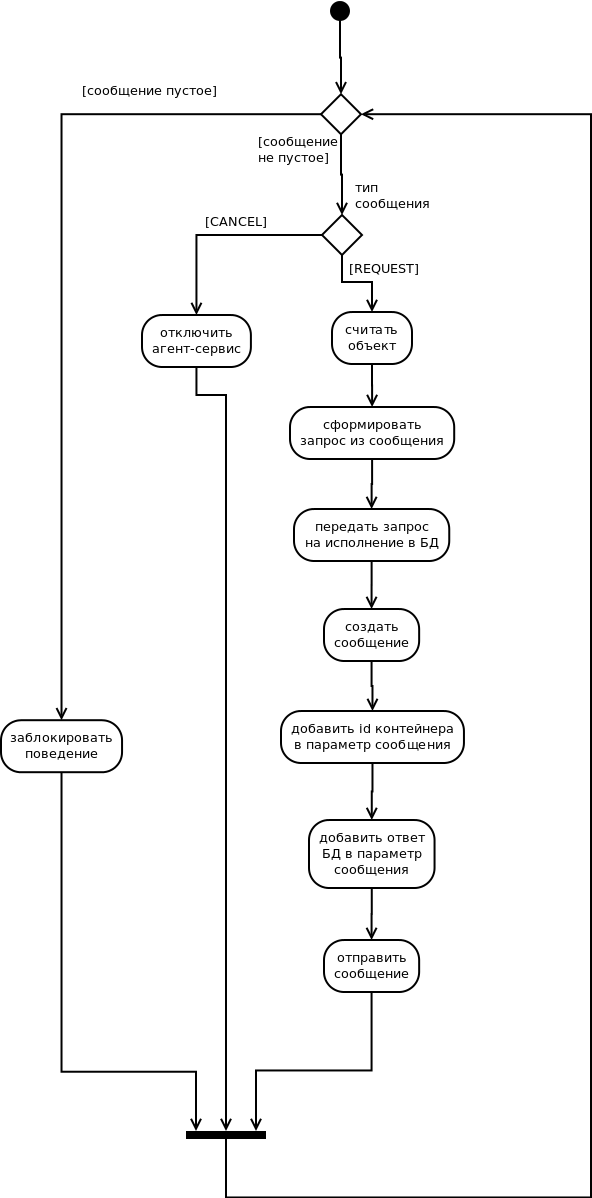 [сообщение пустое]
[сообщение
не пустое]
тип
сообщения
[CANCEL]
[REQUEST]
отключить
агент-сервис
считать
объект
сформировать
запрос из сообщения
передать запрос
на исполнение в БД
создать
сообщение
добавить id контейнера
в параметр сообщения
заблокировать
поведение
добавить ответ
БД в параметр
сообщения
отправить
сообщение